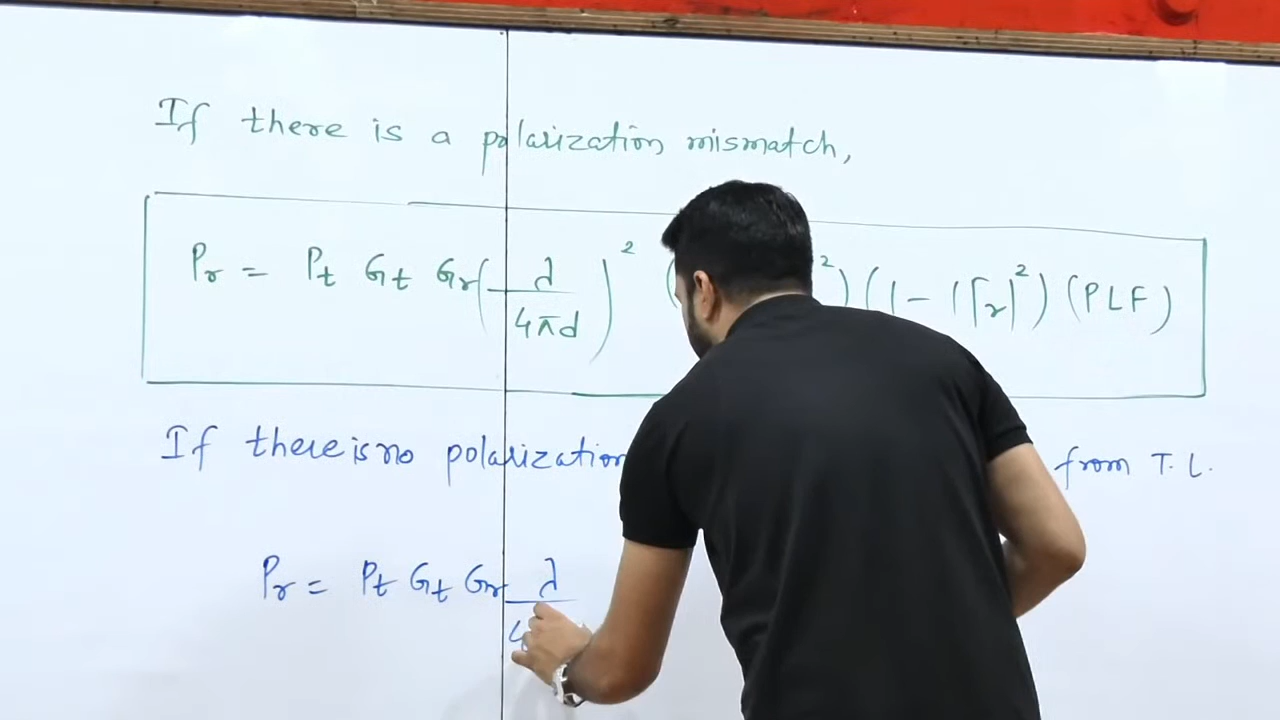 If there is a polarization mismatch,
Pr = Pt Gt Gr (λ/4πd)² ( ²) (1 - |Γr|²) (PLF)
If there is no polarization from T.L.
Pr = Pt Gt Gr λ/4